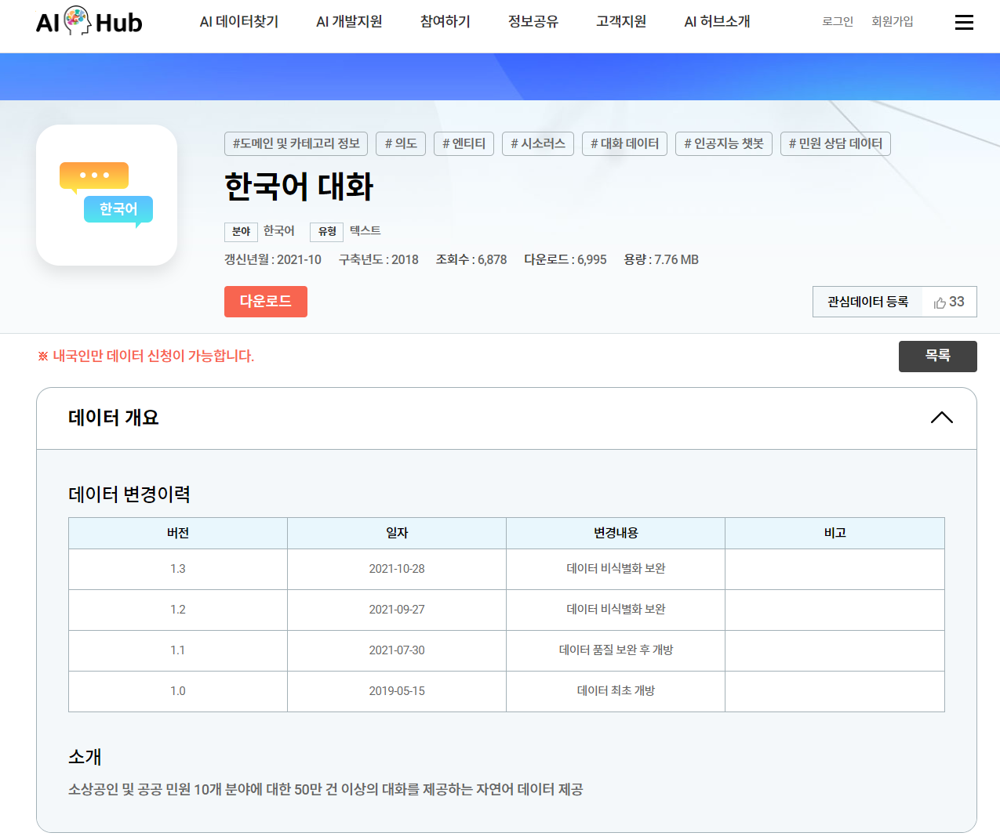 AI Hub
AI 데이터찾기 AI 개발지원 참여하기 정보공유 고객지원 AI 허브소개 로그인 회원가입
#도메인 및 카테고리 정보 # 의도 # 엔티티 # 시소러스 # 대화 데이터 # 인공지능 챗봇 # 민원 상담 데이터
한국어
한국어 대화
분야 한국어 유형 텍스트
갱신년월 : 2021-10 구축년도 : 2018 조회수 : 6,878 다운로드 : 6,995 용량 : 7.76 MB
다운로드 관심데이터 등록 33
※ 내국인만 데이터 신청이 가능합니다. 목록
데이터 개요
데이터 변경이력
버전 일자 변경내용 비고
1.3 2021-10-28 데이터 비식별화 보완
1.2 2021-09-27 데이터 비식별화 보완
1.1 2021-07-30 데이터 품질 보완 후 개방
1.0 2019-05-15 데이터 최초 개방
소개
소상공인 및 공공 민원 10개 분야에 대한 50만 건 이상의 대화를 제공하는 자연어 데이터 제공